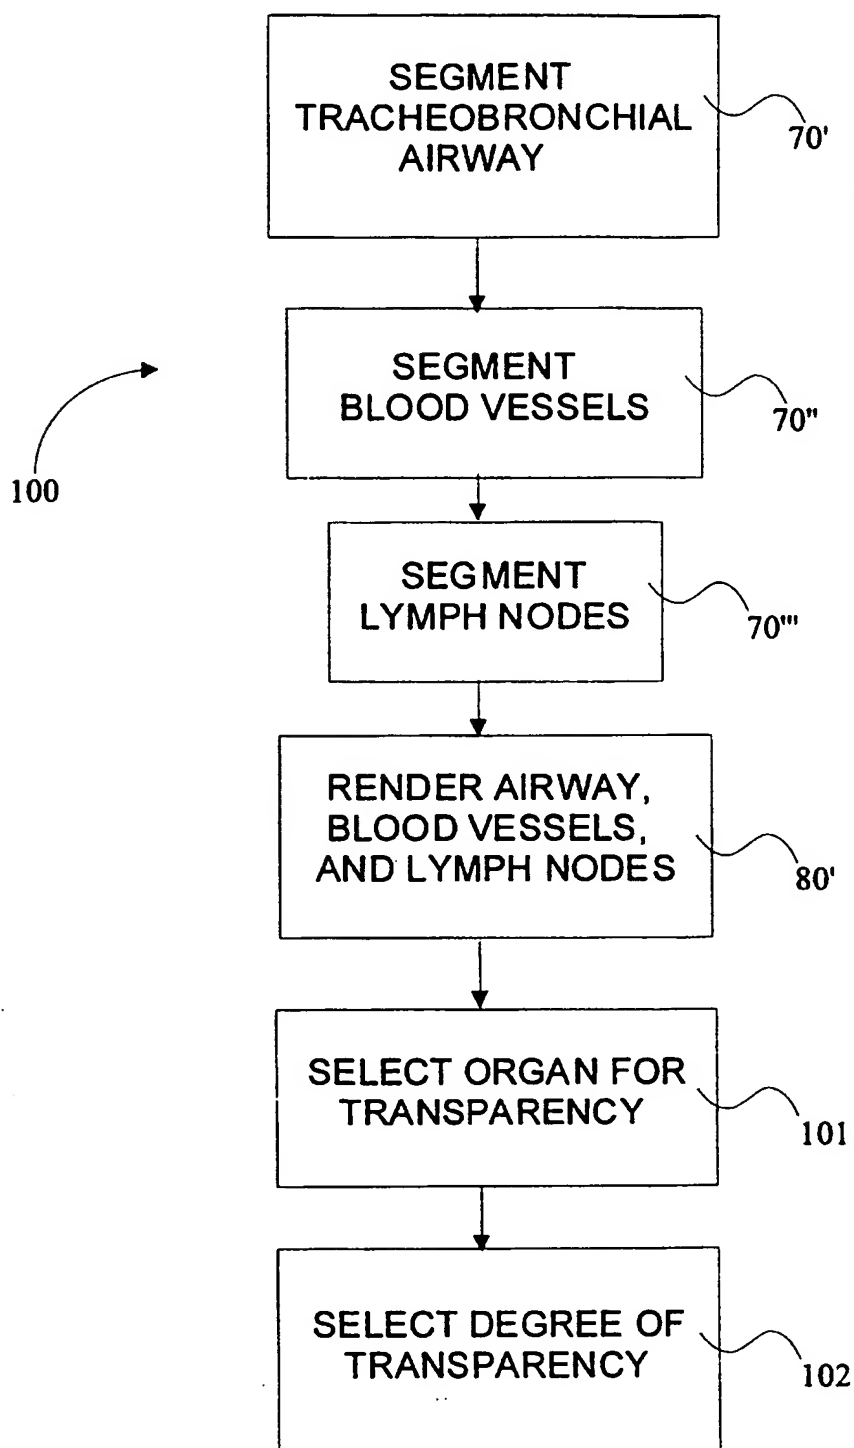 SEGMENT
TRACHEOBRONCHIAL
AIRWAY
70'
SEGMENT
BLOOD VESSELS
70"
100
SEGMENT
LYMPH NODES
70'"
RENDER AIRWAY,
BLOOD VESSELS,
AND LYMPH NODES
80'
SELECT ORGAN FOR
TRANSPARENCY
101
SELECT DEGREE OF
TRANSPARENCY
102